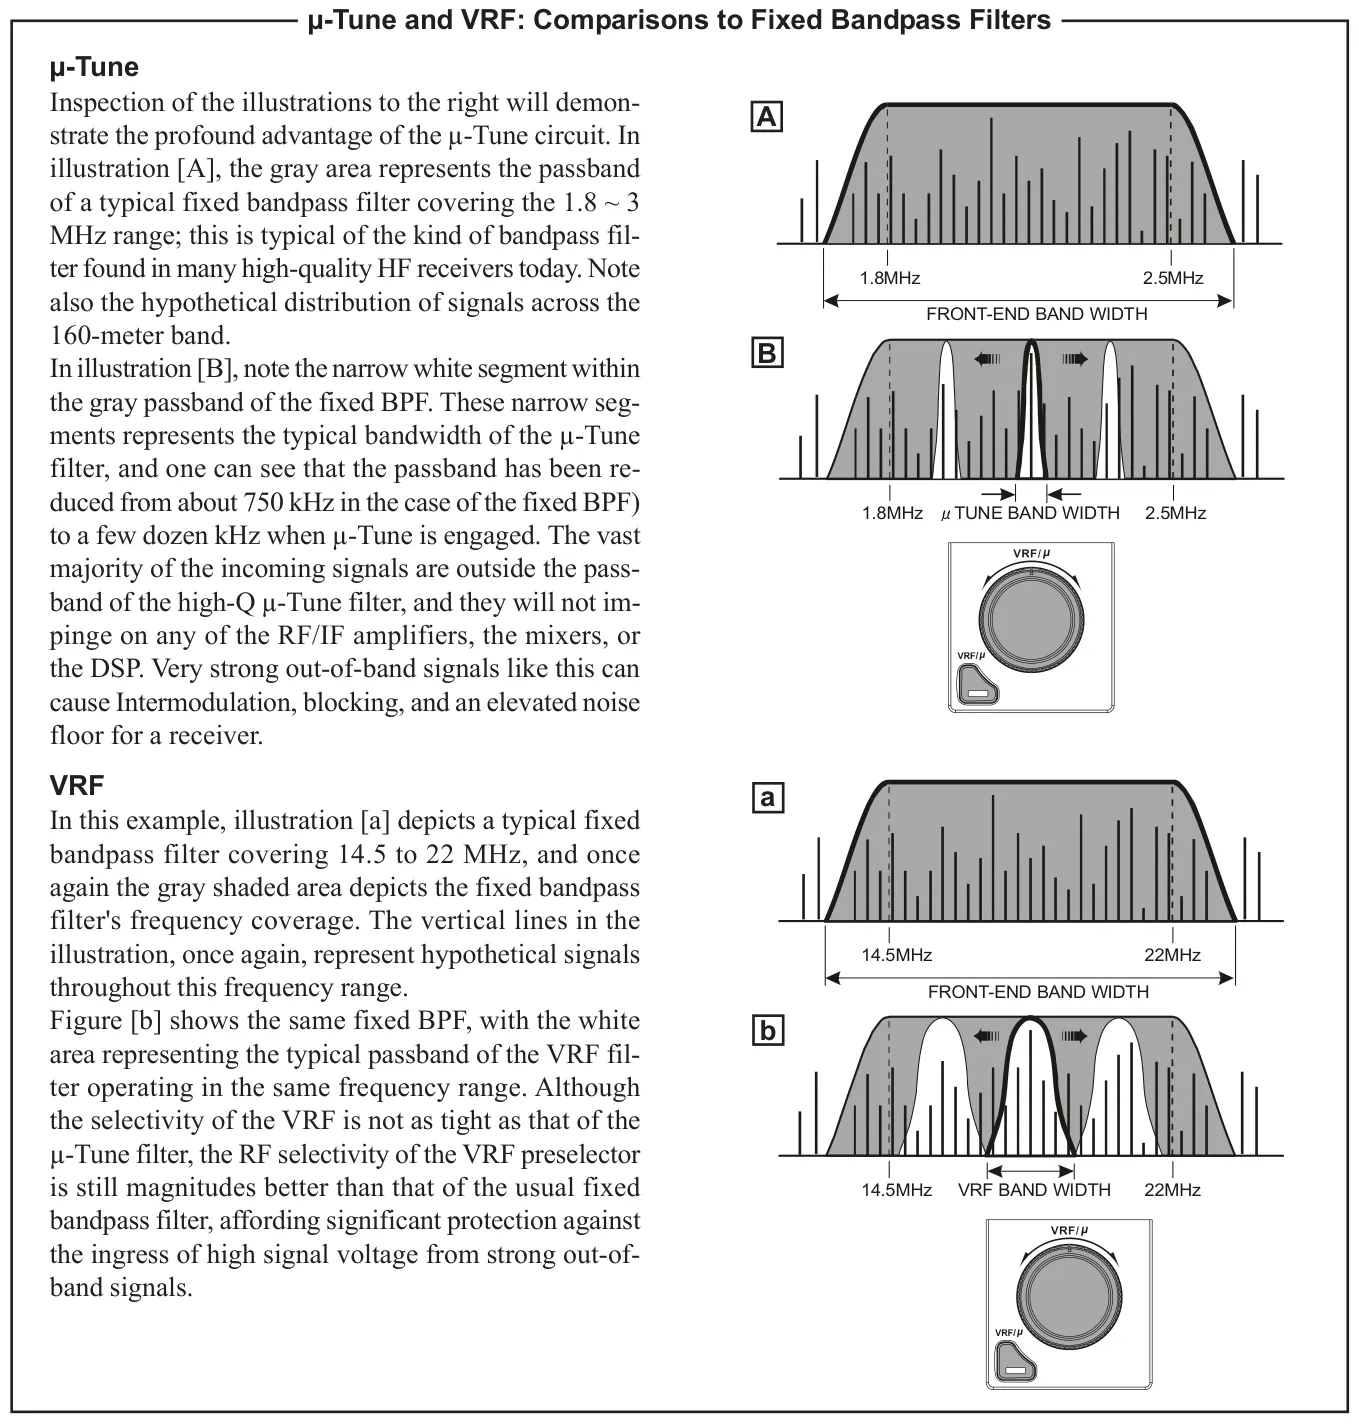 µ-Tune and VRF: Comparisons to Fixed Bandpass Filters
µ-Tune
Inspection of the illustrations to the right will demon-
strate the profound advantage of the µ-Tune circuit. In
illustration [A], the gray area represents the passband
of a typical fixed bandpass filter covering the 1.8 ~ 3
MHz range; this is typical of the kind of bandpass fil-
ter found in many high-quality HF receivers today. Note
also the hypothetical distribution of signals across the
160-meter band.
In illustration [B], note the narrow white segment within
the gray passband of the fixed BPF. These narrow seg-
ments represents the typical bandwidth of the µ-Tune
filter, and one can see that the passband has been re-
duced from about 750 kHz in the case of the fixed BPF)
to a few dozen kHz when µ-Tune is engaged. The vast
majority of the incoming signals are outside the pass-
band of the high-Q µ-Tune filter, and they will not im-
pinge on any of the RF/IF amplifiers, the mixers, or
the DSP. Very strong out-of-band signals like this can
cause Intermodulation, blocking, and an elevated noise
floor for a receiver.
VRF
In this example, illustration [a] depicts a typical fixed
bandpass filter covering 14.5 to 22 MHz, and once
again the gray shaded area depicts the fixed bandpass
filter's frequency coverage. The vertical lines in the
illustration, once again, represent hypothetical signals
throughout this frequency range.
Figure [b] shows the same fixed BPF, with the white
area representing the typical passband of the VRF fil-
ter operating in the same frequency range. Although
the selectivity of the VRF is not as tight as that of the
µ-Tune filter, the RF selectivity of the VRF preselector
is still magnitudes better than that of the usual fixed
bandpass filter, affording significant protection against
the ingress of high signal voltage from strong out-of-
band signals.
A
1.8MHz 2.5MHz
FRONT-END BAND WIDTH
B
1.8MHz µ TUNE BAND WIDTH 2.5MHz
VRF/µ
VRF/µ
a
14.5MHz 22MHz
FRONT-END BAND WIDTH
b
14.5MHz VRF BAND WIDTH 22MHz
VRF/µ
VRF/µ